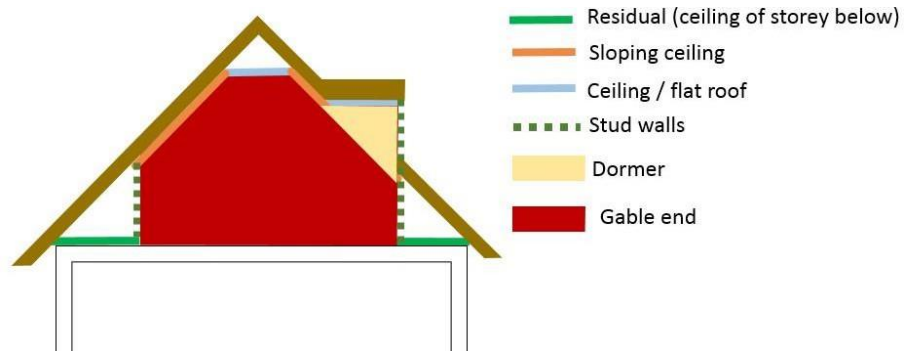 Residual (ceiling of storey below)
Sloping ceiling
Ceiling / flat roof
Stud walls
Dormer
Gable end